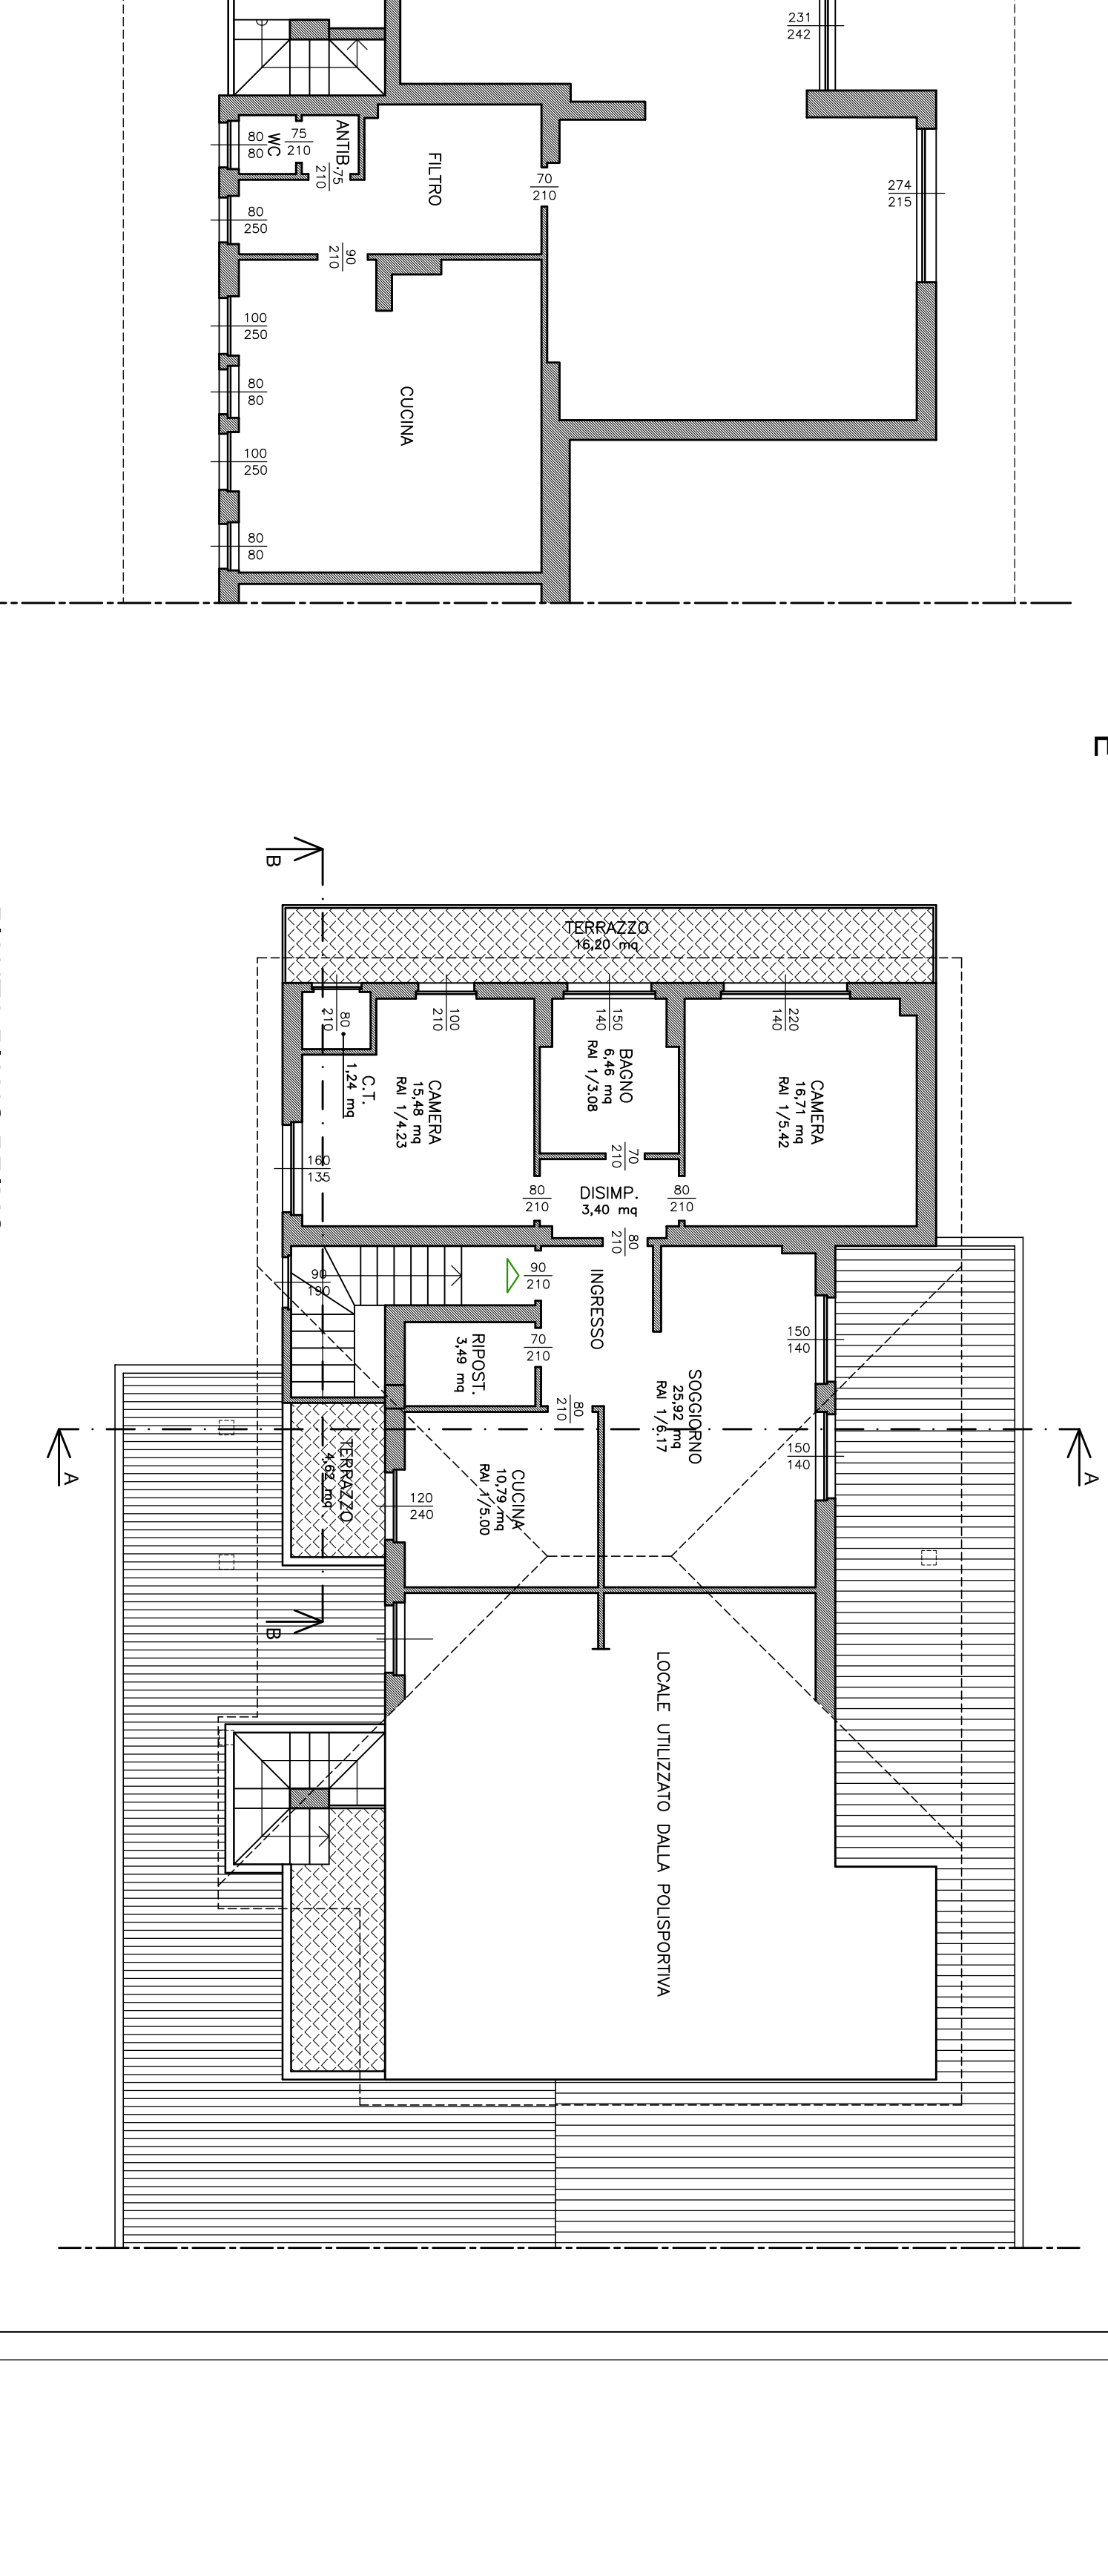 231
242
274
215
80
80
WC
75
210
ANTIB.
75
210
FILTRO
70
210
80
250
90
210
100
250
80
80
CUCINA
100
250
80
80
B
TERRAZZO
16,20 mq
80
210
100
210
150
140
220
140
C.T.
1,24 mq
CAMERA
15,48 mq
RAI 1/4.23
BAGNO
6,46 mq
RAI 1/3.08
CAMERA
16,71 mq
RAI 1/5.42
160
135
70
210
80
210
DISIMP.
3,40 mq
80
210
80
210
90
190
90
210
INGRESSO
150
140
RIPOST.
3,49 mq
70
210
80
210
SOGGIORNO
25,92 mq
RAI 1/6.17
150
140
A
A
TERRAZZO
4,62 mq
120
240
CUCINA
10,79 mq
RAI 1/5.00
B
LOCALE UTILIZZATO DALLA POLISPORTIVA